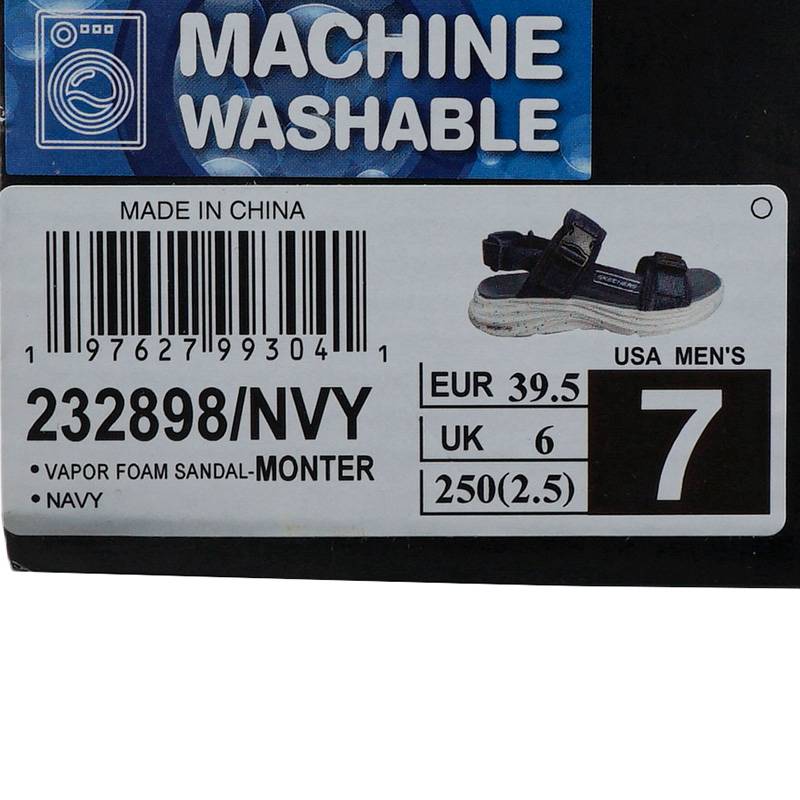 MACHINE
WASHABLE
MADE IN CHINA
1 97627 99304 1
232898/NVY
• VAPOR FOAM SANDAL-MONTER
• NAVY
SKECHERS
USA MEN'S
EUR 39.5
UK 6
250(2.5)
7